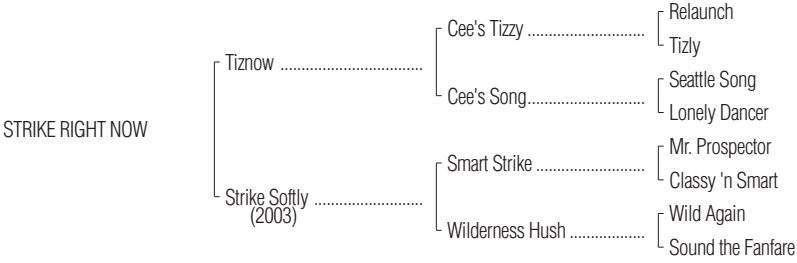 Relaunch
Cee's Tizzy ..............................
Tizly
Tiznow ....................................
Seattle Song
Cee's Song..............................
Lonely Dancer
STRIKE RIGHT NOW
Mr. Prospector
Smart Strike ............................
Classy 'n Smart
Strike Softly ...........................
(2003)
Wild Again
Wilderness Hush ...................
Sound the Fanfare